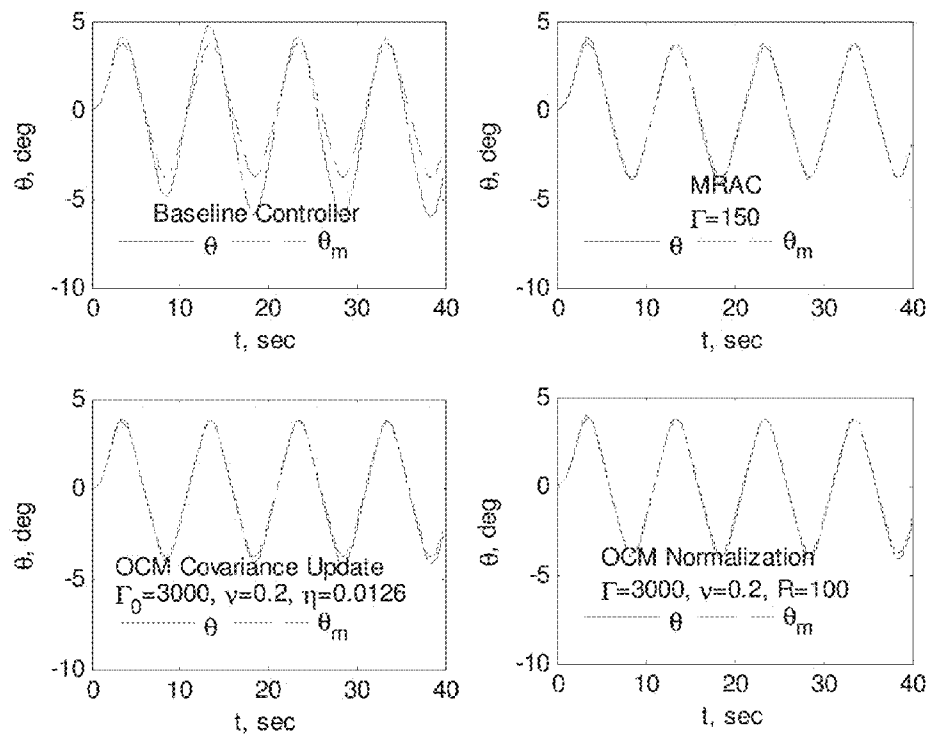 5
0
-5
-10
θ, deg
Baseline Controller
θ θm
0 10 20 30 40
t, sec
5
0
-5
-10
θ, deg
MRAC
Γ=150
θ θm
0 10 20 30 40
t, sec
5
0
-5
-10
θ, deg
OCM Covariance Update
Γ0=3000, ν=0.2, η=0.0126
θ θm
0 10 20 30 40
t, sec
5
0
-5
-10
θ, deg
OCM Normalization
Γ=3000, ν=0.2, R=100
θ θm
0 10 20 30 40
t, sec